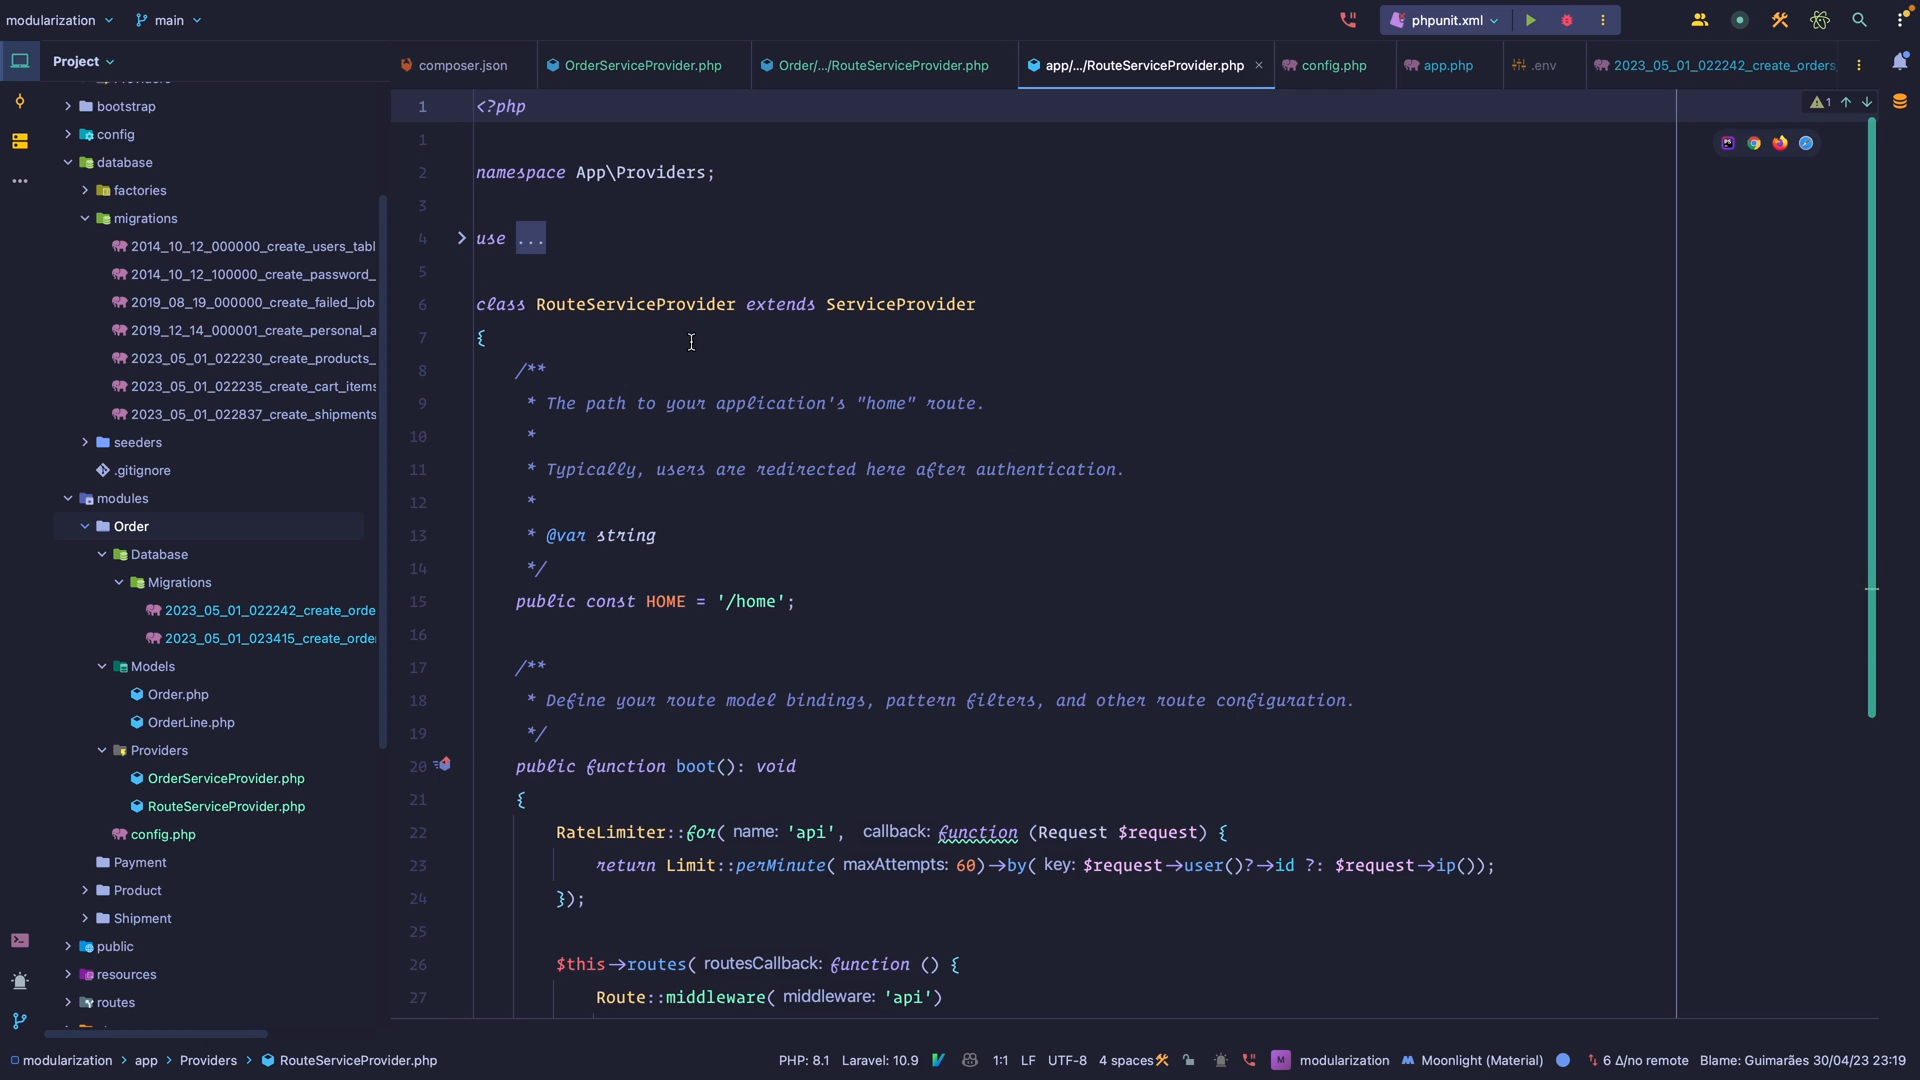 modularization
main
phpunit.xml
Project
composer.json
OrderServiceProvider.php
Order/.../RouteServiceProvider.php
app/.../RouteServiceProvider.php
config.php
app.php
.env
2023_05_01_022242_create_orders
bootstrap
config
database
factories
migrations
2014_10_12_000000_create_users_tabl
2014_10_12_100000_create_password_
2019_08_19_000000_create_failed_job
2019_12_14_000001_create_personal_a
2023_05_01_022230_create_products_
2023_05_01_022235_create_cart_items
2023_05_01_022837_create_shipments
seeders
.gitignore
modules
Order
Database
Migrations
2023_05_01_022242_create_orde
2023_05_01_023415_create_orde
Models
Order.php
OrderLine.php
Providers
OrderServiceProvider.php
RouteServiceProvider.php
config.php
Payment
Product
Shipment
public
resources
routes
1 <?php
1
2 namespace App\Providers;
3
4 use ...
5
6 class RouteServiceProvider extends ServiceProvider
7 {
8 /**
9 * The path to your application's "home" route.
10 *
11 * Typically, users are redirected here after authentication.
12 *
13 * @var string
14 */
15 public const HOME = '/home';
16
17 /**
18 * Define your route model bindings, pattern filters, and other route configuration.
19 */
20 public function boot(): void
21 {
22 RateLimiter::for( name: 'api', callback: function (Request $request) {
23 return Limit::perMinute( maxAttempts: 60)->by( key: $request->user()?->id ?: $request->ip());
24 });
25
26 $this->routes( routesCallback: function () {
27 Route::middleware( middleware: 'api')
1
modularization > app > Providers > RouteServiceProvider.php
PHP: 8.1 Laravel: 10.9 1:1 LF UTF-8 4 spaces M modularization Moonlight (Material) 6 Δ/no remote Blame: Guimarães 30/04/23 23:19